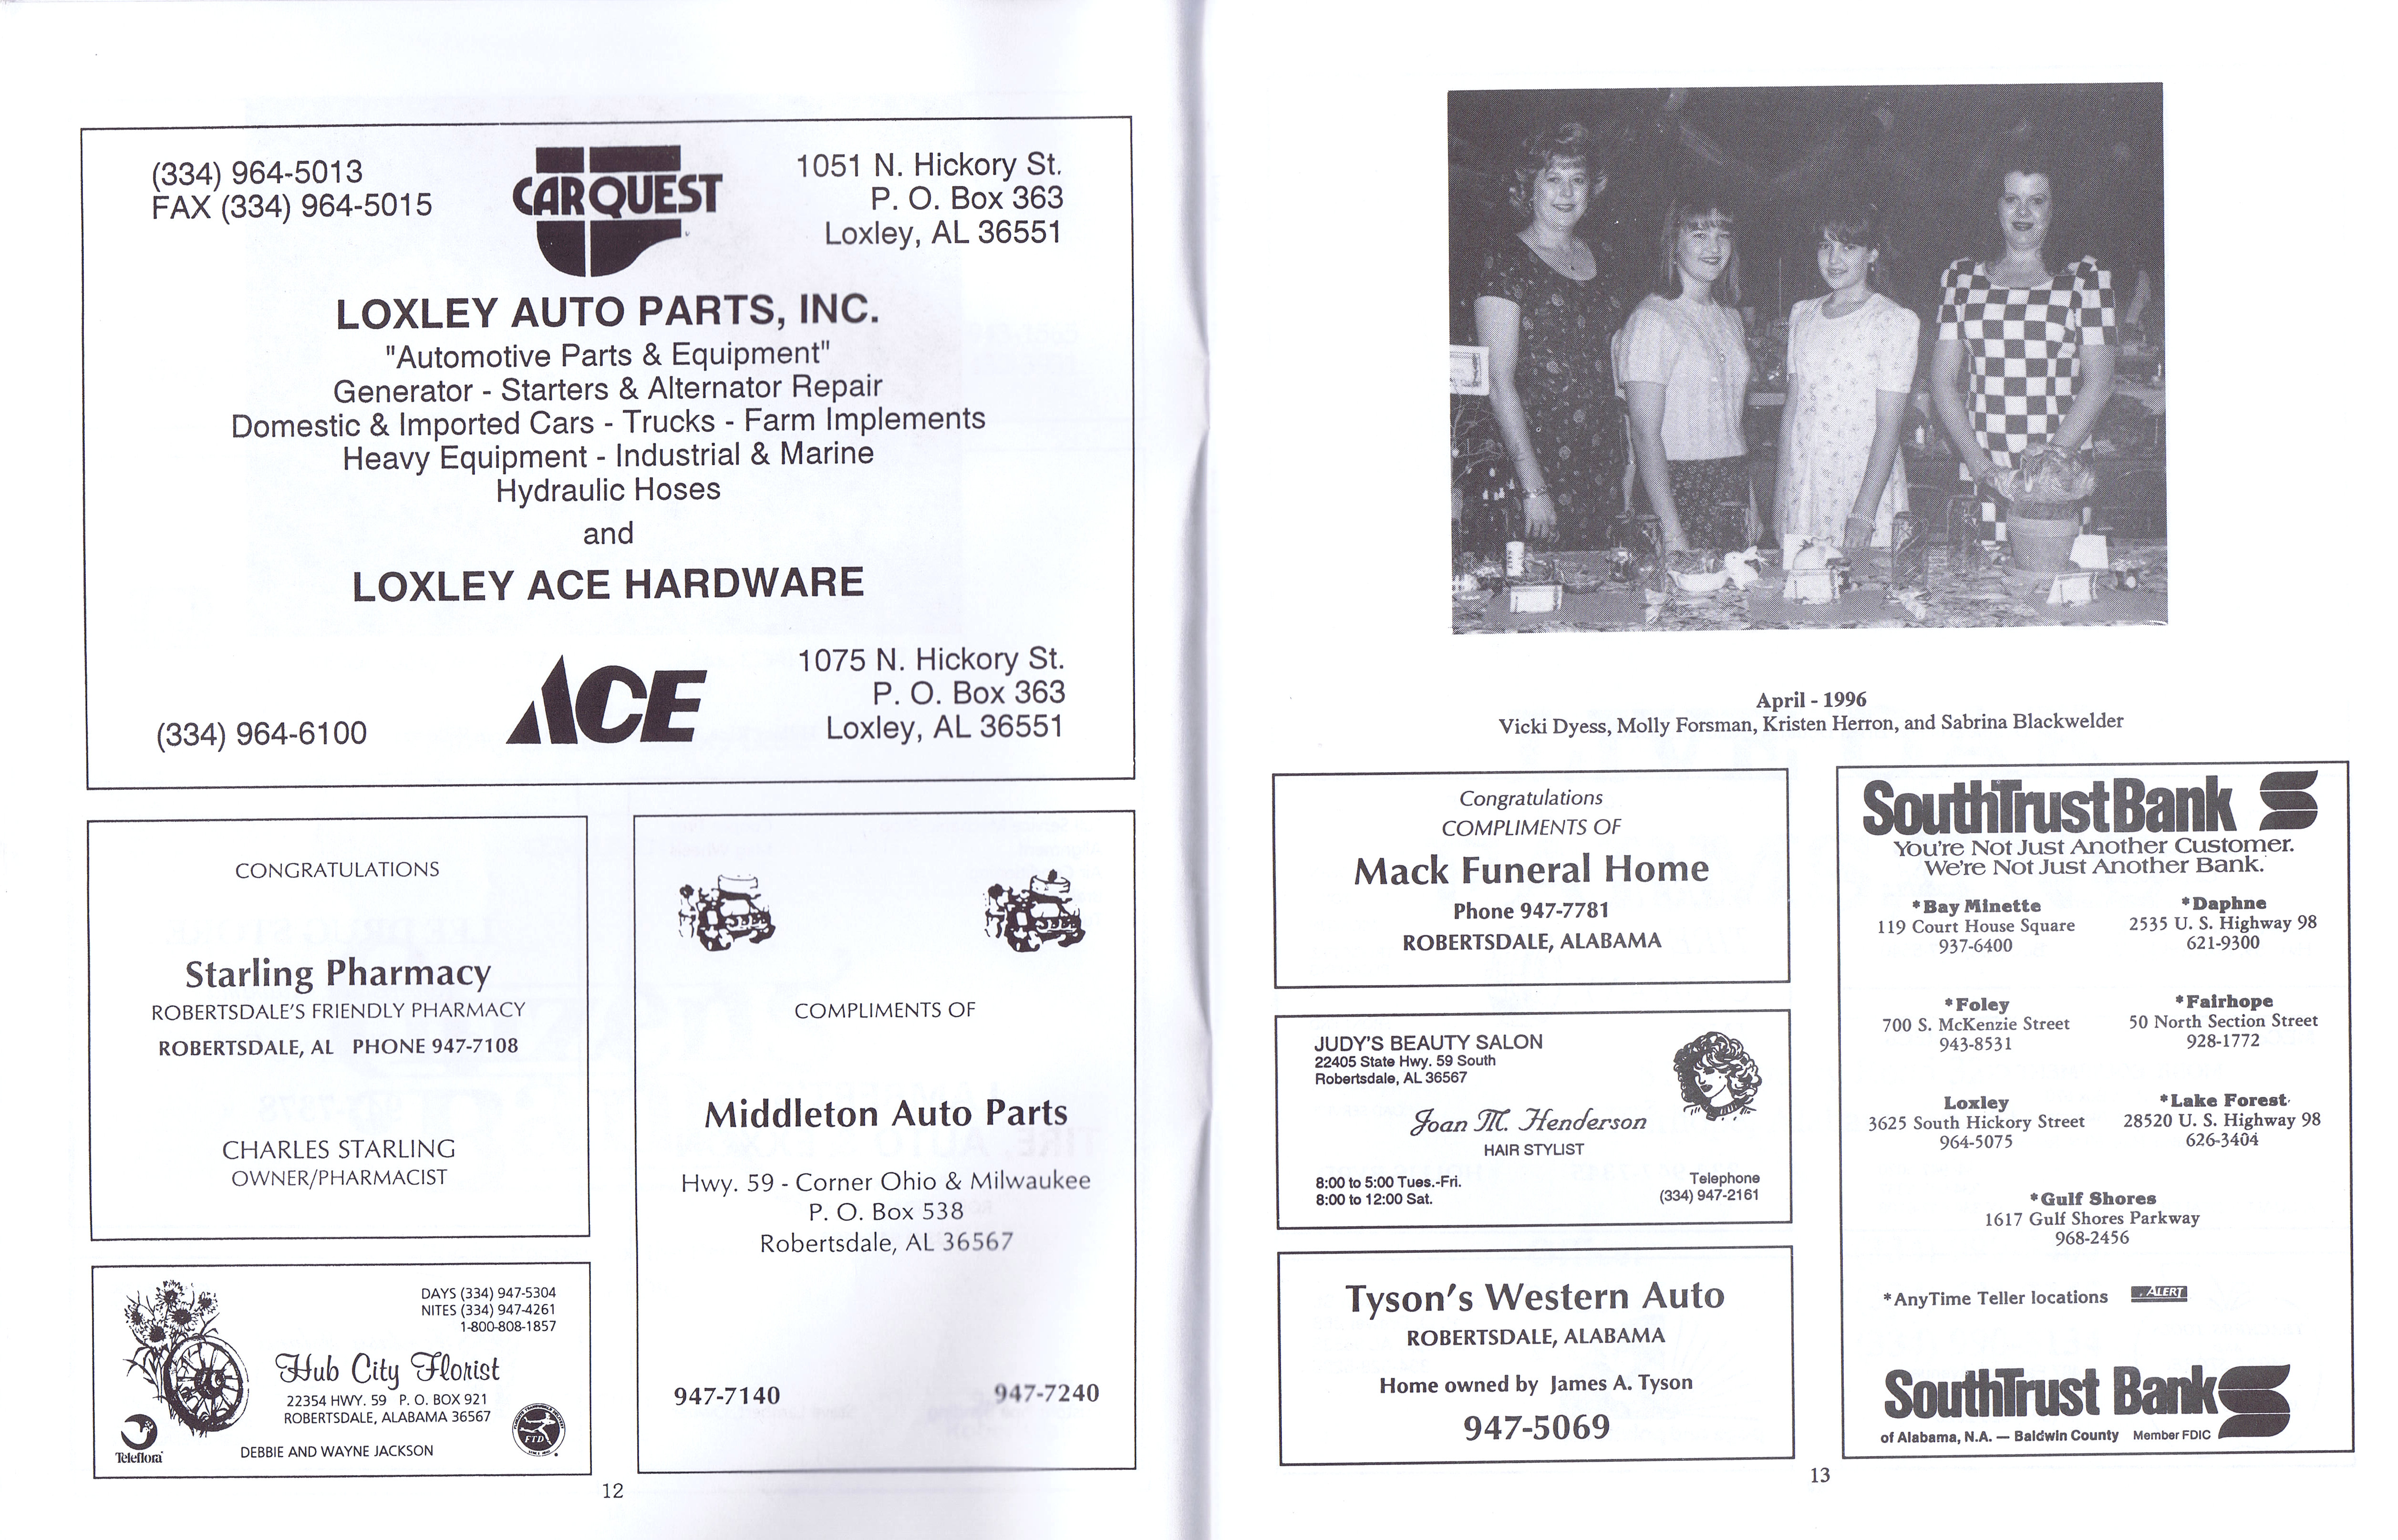 (334) 964-5013
FAX (334) 964-5015
CARQUEST
1051 N. Hickory St.
P. O. Box 363
Loxley, AL 36551
LOXLEY AUTO PARTS, INC.
"Automotive Parts & Equipment"
Generator - Starters & Alternator Repair
Domestic & Imported Cars - Trucks - Farm Implements
Heavy Equipment - Industrial & Marine
Hydraulic Hoses
and
LOXLEY ACE HARDWARE
(334) 964-6100
ACE
1075 N. Hickory St.
P. O. Box 363
Loxley, AL 36551
CONGRATULATIONS
Starling Pharmacy
ROBERTSDALE'S FRIENDLY PHARMACY
ROBERTSDALE, AL PHONE 947-7108
CHARLES STARLING
OWNER/PHARMACIST
DAYS (334) 947-5304
NITES (334) 947-4261
1-800-808-1857
Hub City Florist
22354 HWY. 59 P. O. BOX 921
ROBERTSDALE, ALABAMA 36567
DEBBIE AND WAYNE JACKSON
Teleflora
FTD
COMPLIMENTS OF
Middleton Auto Parts
Hwy. 59 - Corner Ohio & Milwaukee
P. O. Box 538
Robertsdale, AL 36567
947-7140 947-7240
12
April - 1996
Vicki Dyess, Molly Forsman, Kristen Herron, and Sabrina Blackwelder
Congratulations
COMPLIMENTS OF
Mack Funeral Home
Phone 947-7781
ROBERTSDALE, ALABAMA
JUDY'S BEAUTY SALON
22405 State Hwy. 59 South
Robertsdale, AL 36567
Joan M. Henderson
HAIR STYLIST
8:00 to 5:00 Tues.-Fri.
8:00 to 12:00 Sat.
Telephone
(334) 947-2161
Tyson's Western Auto
ROBERTSDALE, ALABAMA
Home owned by James A. Tyson
947-5069
SouthTrust Bank
You're Not Just Another Customer.
We're Not Just Another Bank.
*Bay Minette
119 Court House Square
937-6400
*Daphne
2535 U. S. Highway 98
621-9300
*Foley
700 S. McKenzie Street
943-8531
*Fairhope
50 North Section Street
928-1772
Loxley
3625 South Hickory Street
964-5075
*Lake Forest
28520 U. S. Highway 98
626-3404
*Gulf Shores
1617 Gulf Shores Parkway
968-2456
*AnyTime Teller locations ALERT
SouthTrust Bank
of Alabama, N.A. — Baldwin County Member FDIC
13